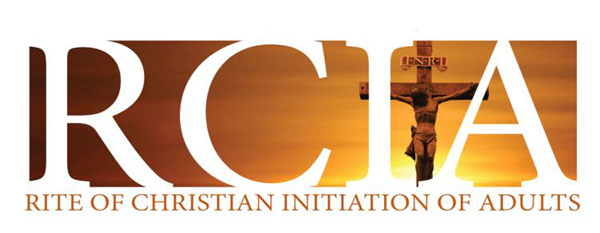 RCIA
INRI
RITE OF CHRISTIAN INITIATION OF ADULTS